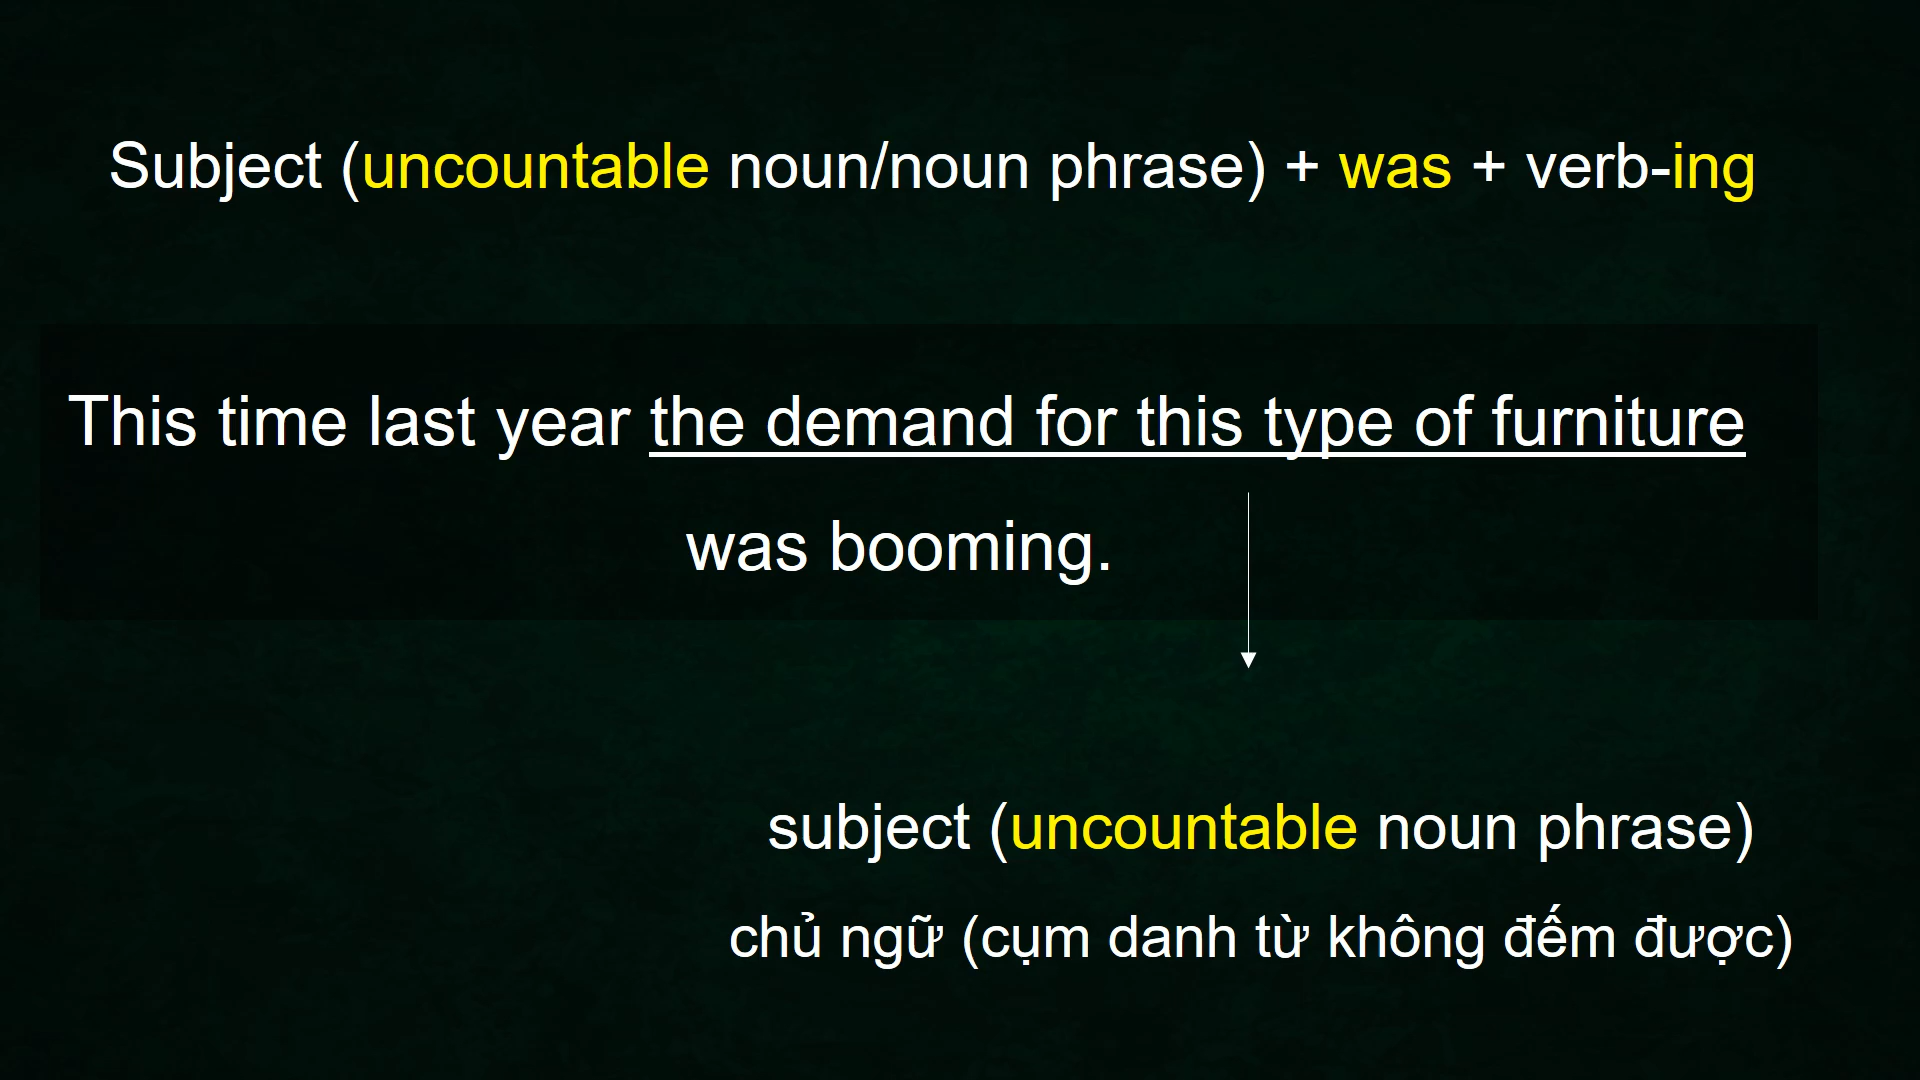 Subject (uncountable noun/noun phrase) + was + verb-ing
This time last year the demand for this type of furniture
was booming.
subject (uncountable noun phrase)
chủ ngữ (cụm danh từ không đếm được)